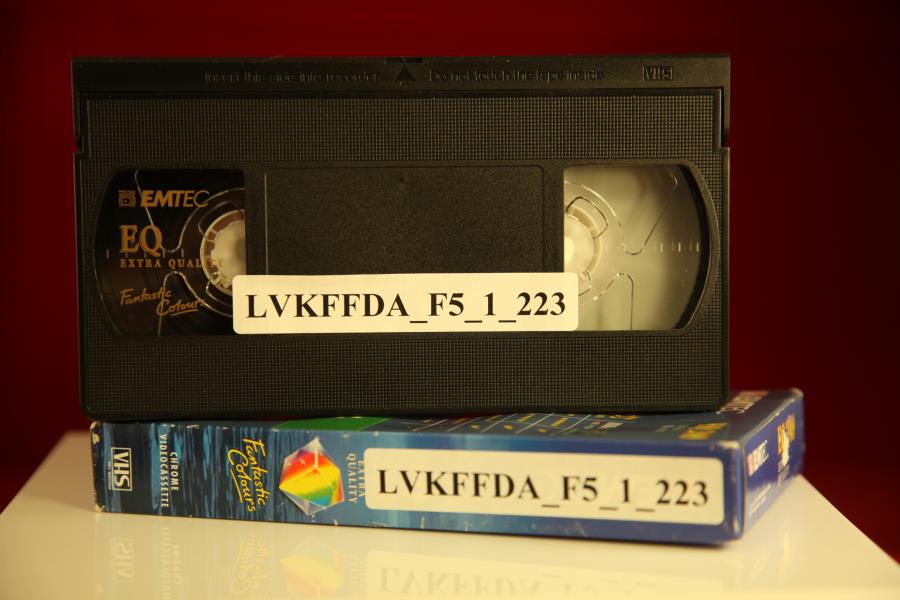 Insert this side into recorder
Do not touch the tape inside
VHS
EMTEC
EQ
EXTRA QUALITY
Fantastic
Colours
LVKFFDA_F5_1_223
VHS
CHROME
VIDEOCASSETTE
Fantastic
Colours
EXTRA
QUALITY
LVKFFDA_F5_1_223
EMTEC